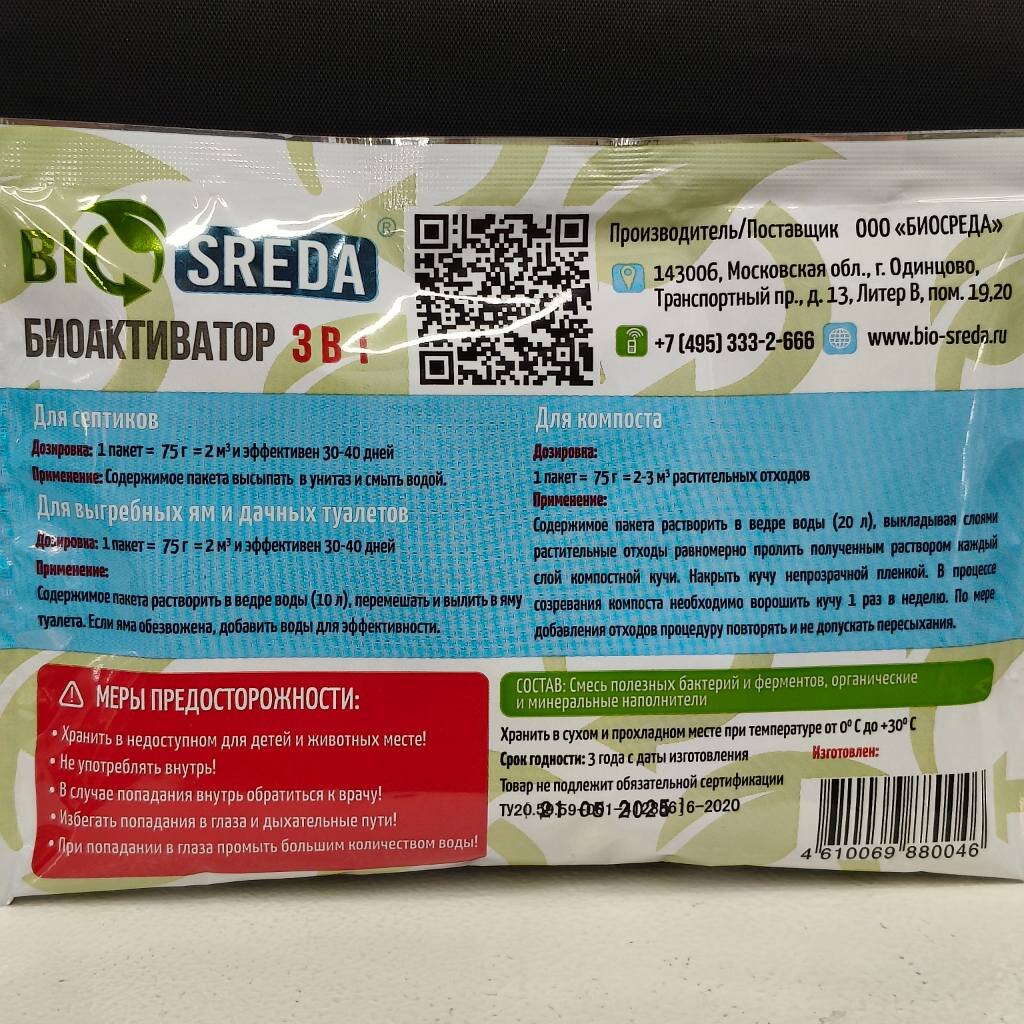 BIO SREDA ®
БИОАКТИВАТОР 3 В 1
Производитель/Поставщик ООО «БИОСРЕДА»
143006, Московская обл., г. Одинцово,
Транспортный пр., д. 13, Литер В, пом. 19,20
+7 (495) 333-2-666 www.bio-sreda.ru
Для септиков
Дозировка: 1 пакет = 75 г = 2 м³ и эффективен 30-40 дней
Применение: Содержимое пакета высыпать в унитаз и смыть водой.
Для выгребных ям и дачных туалетов
Дозировка: 1 пакет = 75 г = 2 м³ и эффективен 30-40 дней
Применение:
Содержимое пакета растворить в ведре воды (10 л), перемешать и вылить в яму
туалета. Если яма обезвожена, добавить воды для эффективности.
Для компоста
Дозировка:
1 пакет = 75 г = 2-3 м³ растительных отходов
Применение:
Содержимое пакета растворить в ведре воды (20 л), выкладывая слоями
растительные отходы равномерно пролить полученным раствором каждый
слой компостной кучи. Накрыть кучу непрозрачной пленкой. В процессе
созревания компоста необходимо ворошить кучу 1 раз в неделю. По мере
добавления отходов процедуру повторять и не допускать пересыхания.
МЕРЫ ПРЕДОСТОРОЖНОСТИ:
• Хранить в недоступном для детей и животных месте!
• Не употреблять внутрь!
• В случае попадания внутрь обратиться к врачу!
• Избегать попадания в глаза и дыхательные пути!
• При попадании в глаза промыть большим количеством воды!
СОСТАВ: Смесь полезных бактерий и ферментов, органические
и минеральные наполнители
Хранить в сухом и прохладном месте при температуре от 0⁰ С до +30⁰ С
Срок годности: 3 года с даты изготовления Изготовлен:
Товар не подлежит обязательной сертификации
21 05 2025
4 610069 880046